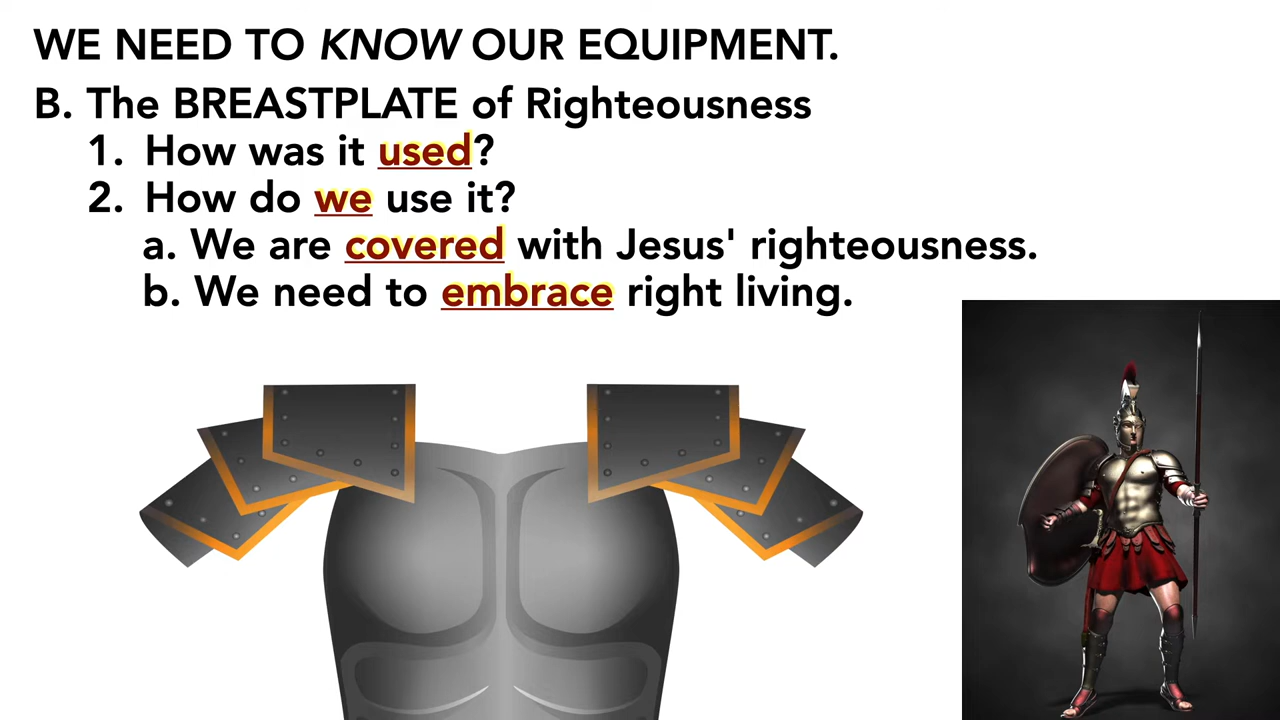 WE NEED TO KNOW OUR EQUIPMENT.
B. The BREASTPLATE of Righteousness
1. How was it used?
2. How do we use it?
a. We are covered with Jesus' righteousness.
b. We need to embrace right living.